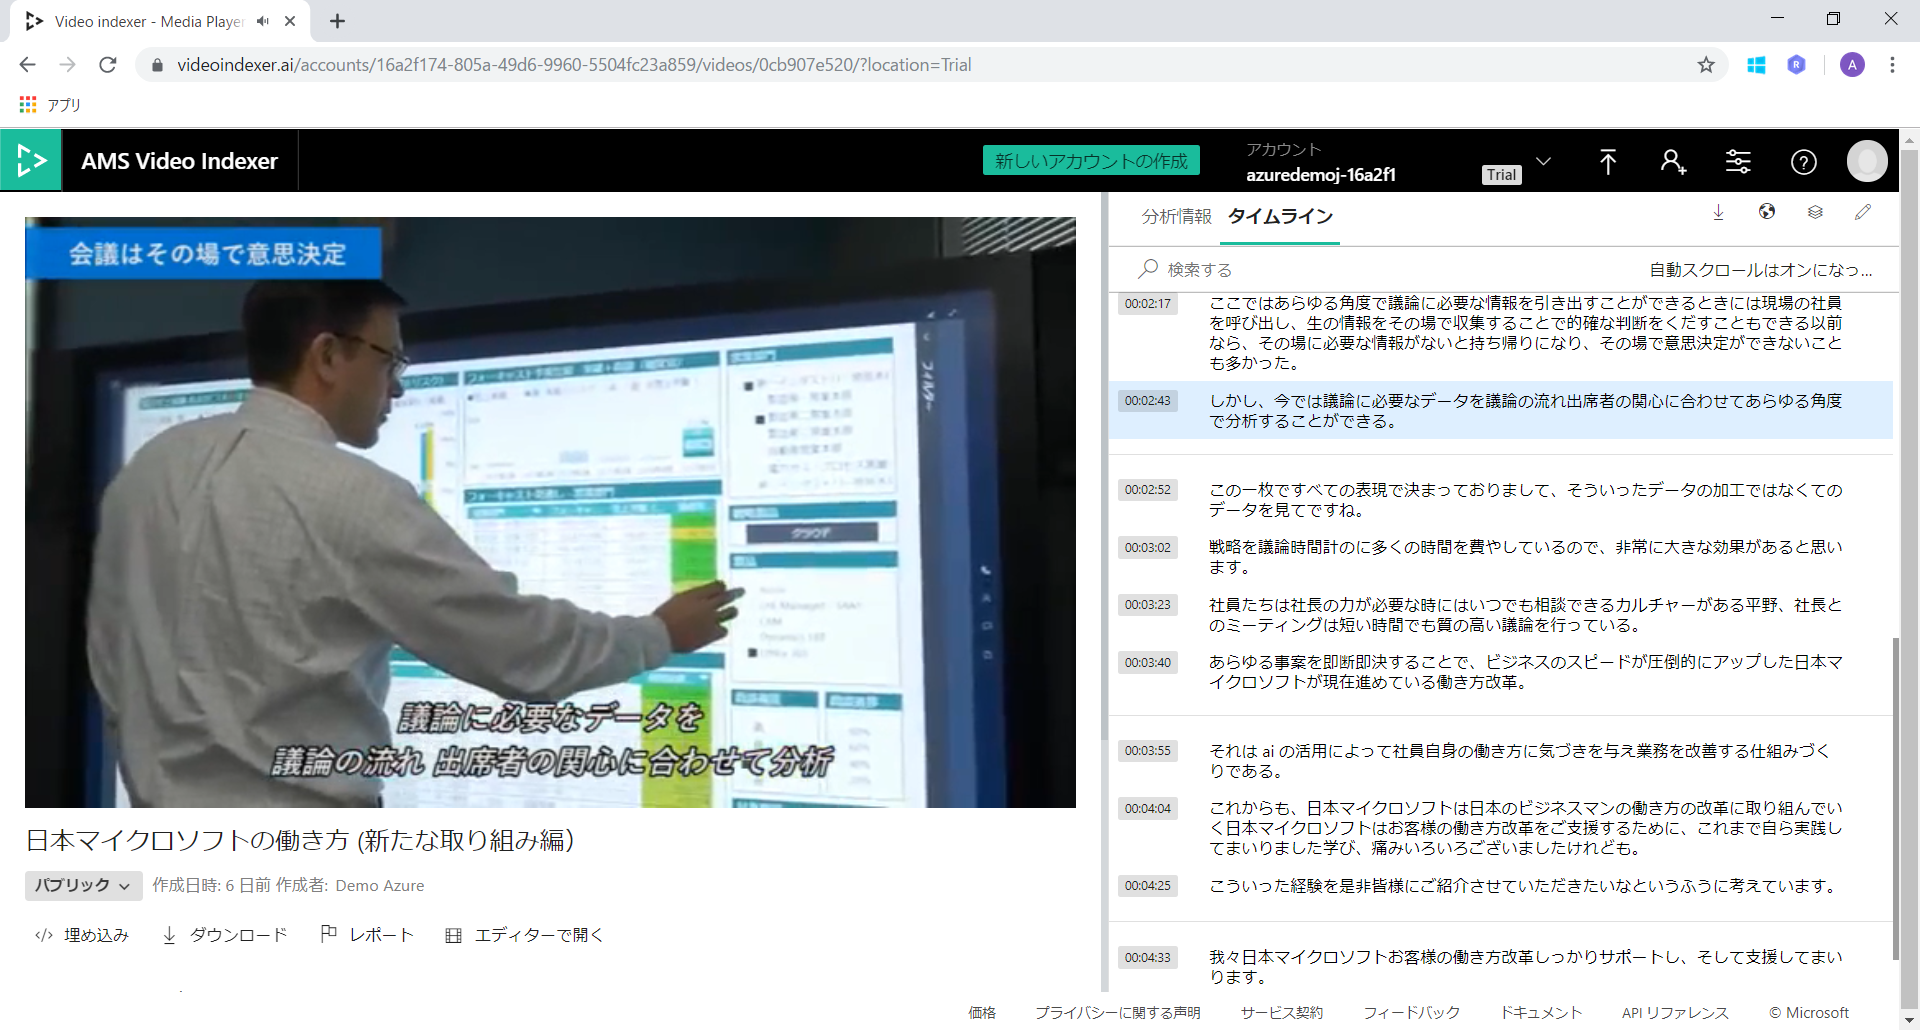 Video indexer - Media Player
videoindexer.ai/accounts/16a2f174-805a-49d6-9960-5504fc23a859/videos/0cb907e520/?location=Trial
A
アプリ
AMS Video Indexer
新しいアカウントの作成
アカウント
azuredemoj-16a2f1
Trial
会議はその場で意思決定
フィルター
クラウド
議論に必要なデータを
議論の流れ 出席者の関心に合わせて分析
日本マイクロソフトの働き方 (新たな取り組み編)
パブリック
作成日時: 6 日前 作成者: Demo Azure
埋め込み
ダウンロード
レポート
エディターで開く
分析情報
タイムライン
検索する
自動スクロールはオンになっ...
00:02:17
ここではあらゆる角度で議論に必要な情報を引き出すことができるときには現場の社員
を呼び出し、生の情報をその場で収集することで的確な判断をくだすこともできる以前
なら、その場に必要な情報がないと持ち帰りになり、その場で意思決定ができないこと
も多かった。
00:02:43
しかし、今では議論に必要なデータを議論の流れ出席者の関心に合わせてあらゆる角度
で分析することができる。
00:02:52
この一枚ですべての表現で決まっておりまして、そういったデータの加工ではなくての
データを見てですね。
00:03:02
戦略を議論時間計のに多くの時間を費やしているので、非常に大きな効果があると思い
ます。
00:03:23
社員たちは社長の力が必要な時にはいつでも相談できるカルチャーがある平野、社長と
のミーティングは短い時間でも質の高い議論を行っている。
00:03:40
あらゆる事案を即断即決することで、ビジネスのスピードが圧倒的にアップした日本マ
イクロソフトが現在進めている働き方改革。
00:03:55
それは ai の活用によって社員自身の働き方に気づきを与え業務を改善する仕組みづく
りである。
00:04:04
これからも、日本マイクロソフトは日本のビジネスマンの働き方の改革に取り組んでい
く日本マイクロソフトはお客様の働き方改革をご支援するために、これまで自ら実践し
てまいりました学び、痛みいろいろございましたけれども。
00:04:25
こういった経験を是非皆様にご紹介させていただきたいなというふうに考えています。
00:04:33
我々日本マイクロソフトお客様の働き方改革しっかりサポートし、そして支援してまい
ります。
価格
プライバシーに関する声明
サービス契約
フィードバック
ドキュメント
API リファレンス
© Microsoft